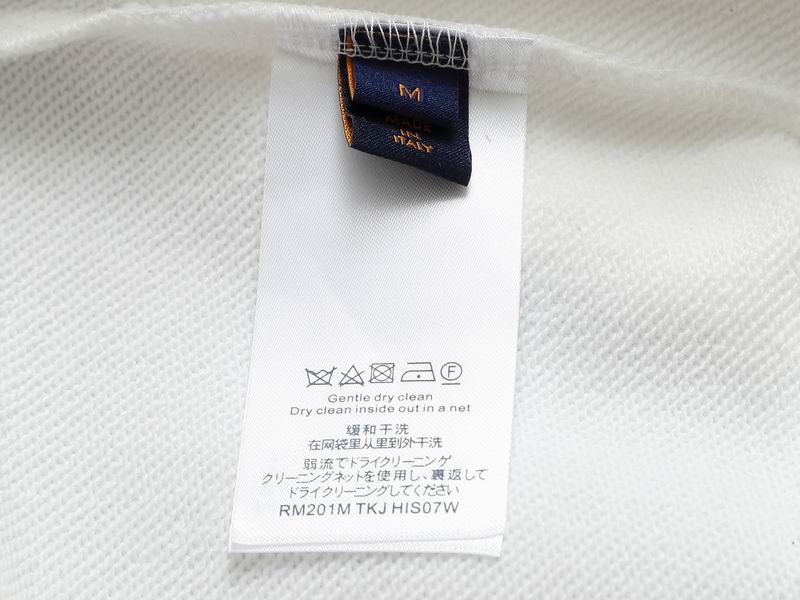 M
MADE
IN
ITALY
F
Gentle dry clean
Dry clean inside out in a net
缓和干洗
在网袋里从里到外干洗
弱流でドライクリーニング
クリーニングネットを使用し、裏返して
ドライクリーニングしてください
RM201M TKJ HIS07W